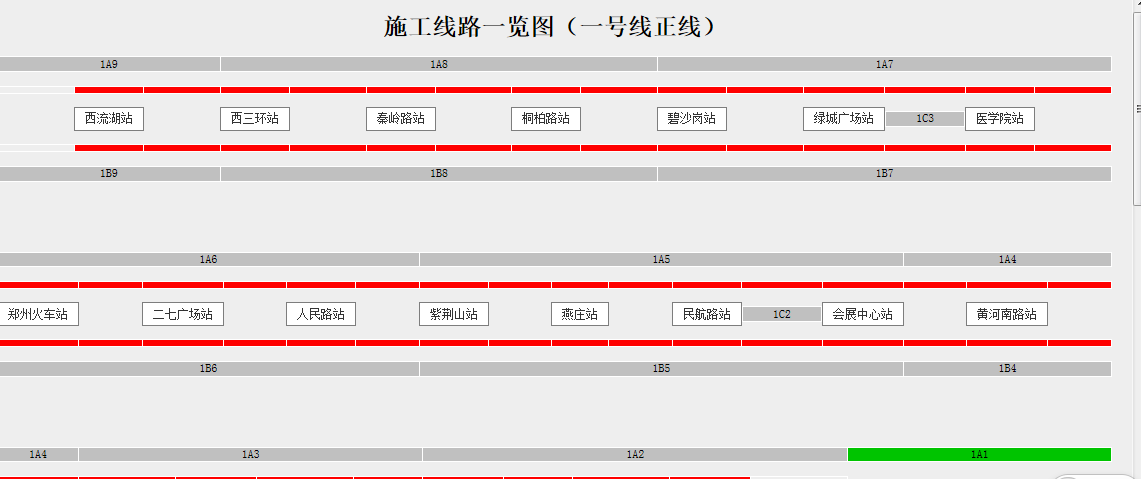 施工线路一览图（一号线正线）
1A9 1A8 1A7
西流湖站 西三环站 秦岭路站 桐柏路站 碧沙岗站 绿城广场站 1C3 医学院站
1B9 1B8 1B7
1A6 1A5 1A4
郑州火车站 二七广场站 人民路站 紫荆山站 燕庄站 民航路站 1C2 会展中心站 黄河南路站
1B6 1B5 1B4
1A4 1A3 1A2 1A1